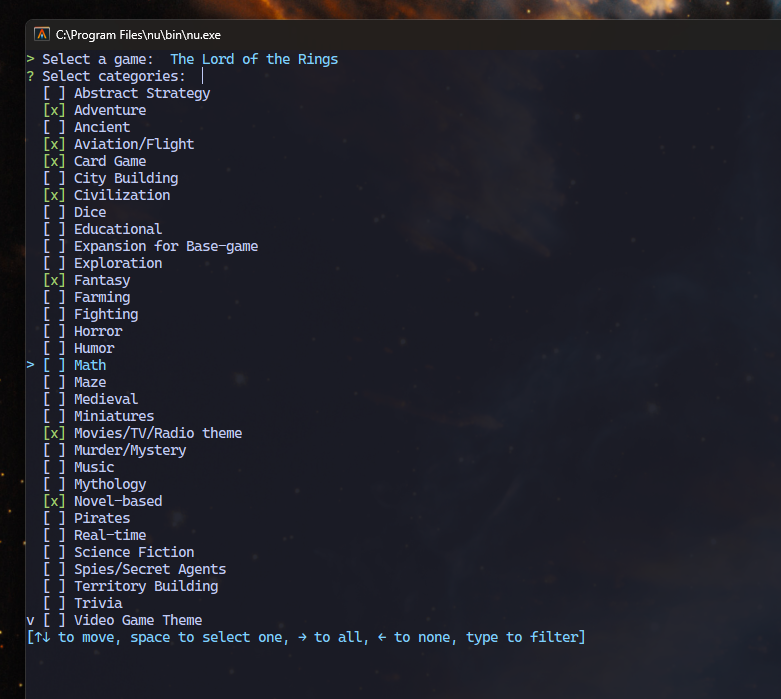 C:\Program Files\nu\bin\nu.exe
> Select a game:  The Lord of the Rings
? Select categories:
[ ] Abstract Strategy
[x] Adventure
[ ] Ancient
[x] Aviation/Flight
[x] Card Game
[ ] City Building
[x] Civilization
[ ] Dice
[ ] Educational
[ ] Expansion for Base-game
[ ] Exploration
[x] Fantasy
[ ] Farming
[ ] Fighting
[ ] Horror
[ ] Humor
> [ ] Math
[ ] Maze
[ ] Medieval
[ ] Miniatures
[x] Movies/TV/Radio theme
[ ] Murder/Mystery
[ ] Music
[ ] Mythology
[x] Novel-based
[ ] Pirates
[ ] Real-time
[ ] Science Fiction
[ ] Spies/Secret Agents
[ ] Territory Building
[ ] Trivia
v [ ] Video Game Theme
[↑↓ to move, space to select one, → to all, ← to none, type to filter]